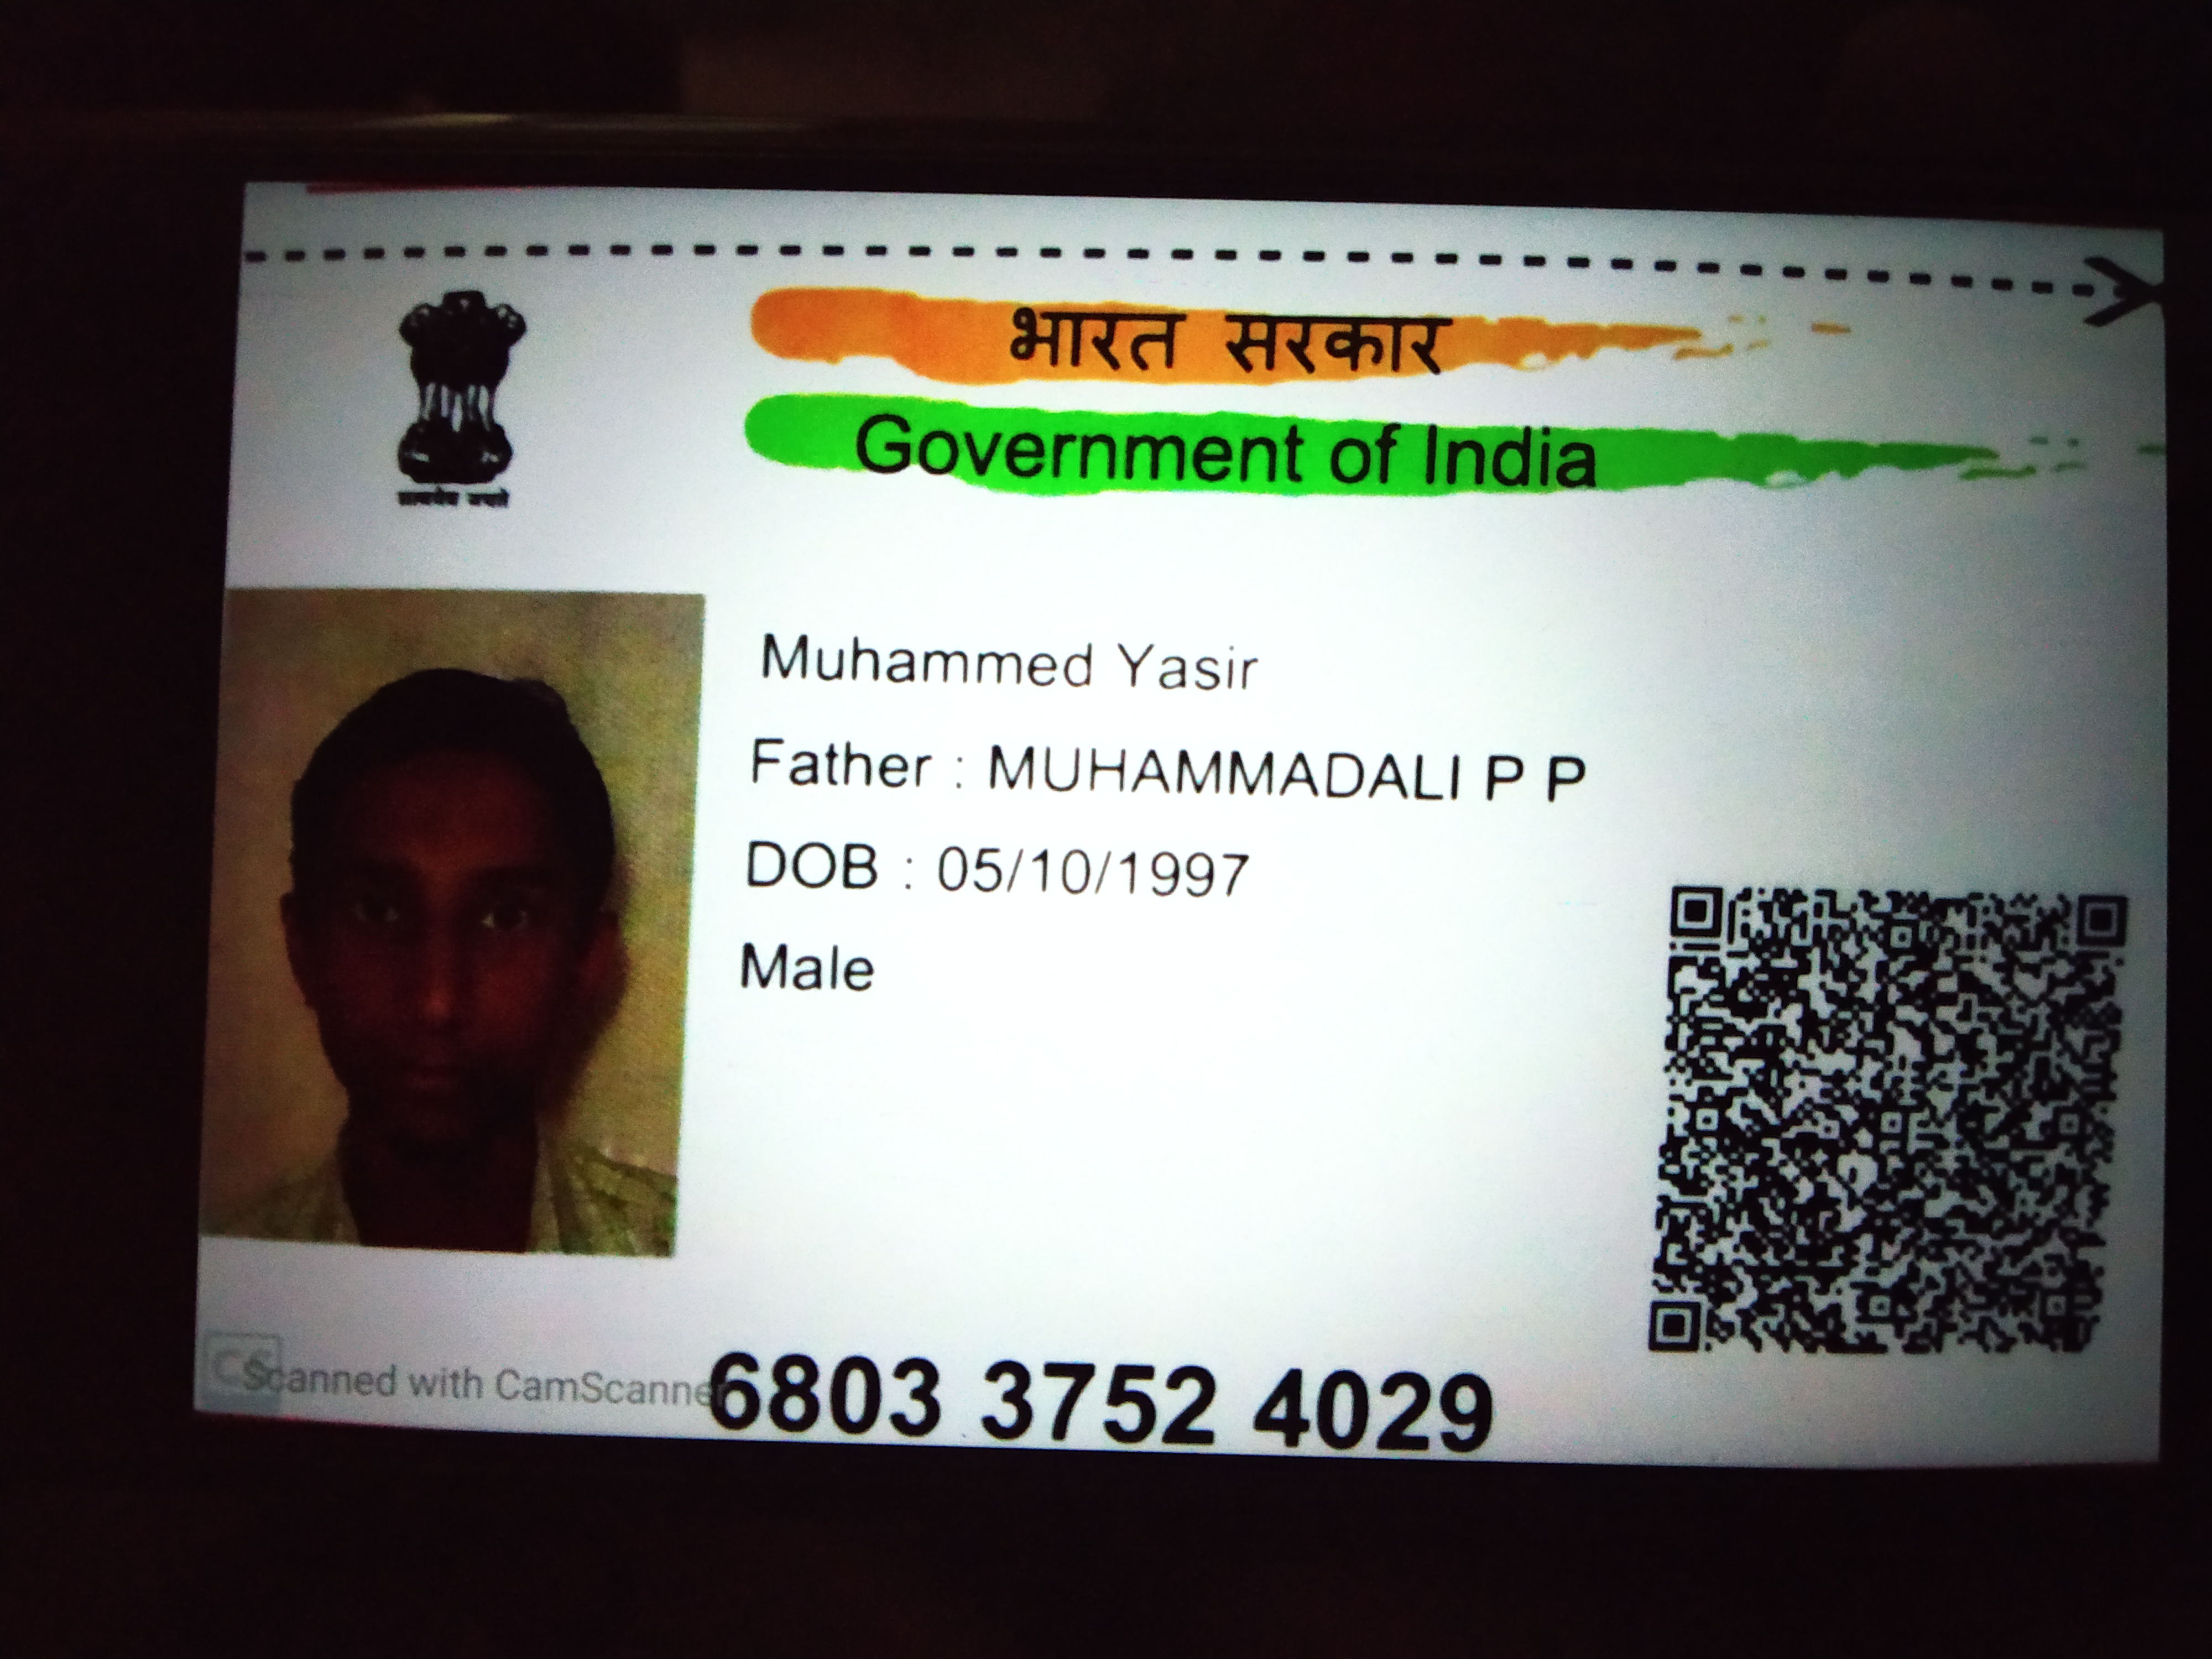 भारत सरकार
Government of India
सत्यमेव जयते
Muhammed Yasir
Father : MUHAMMADALI P P
DOB : 05/10/1997
Male
Scanned with CamScanner
6803 3752 4029